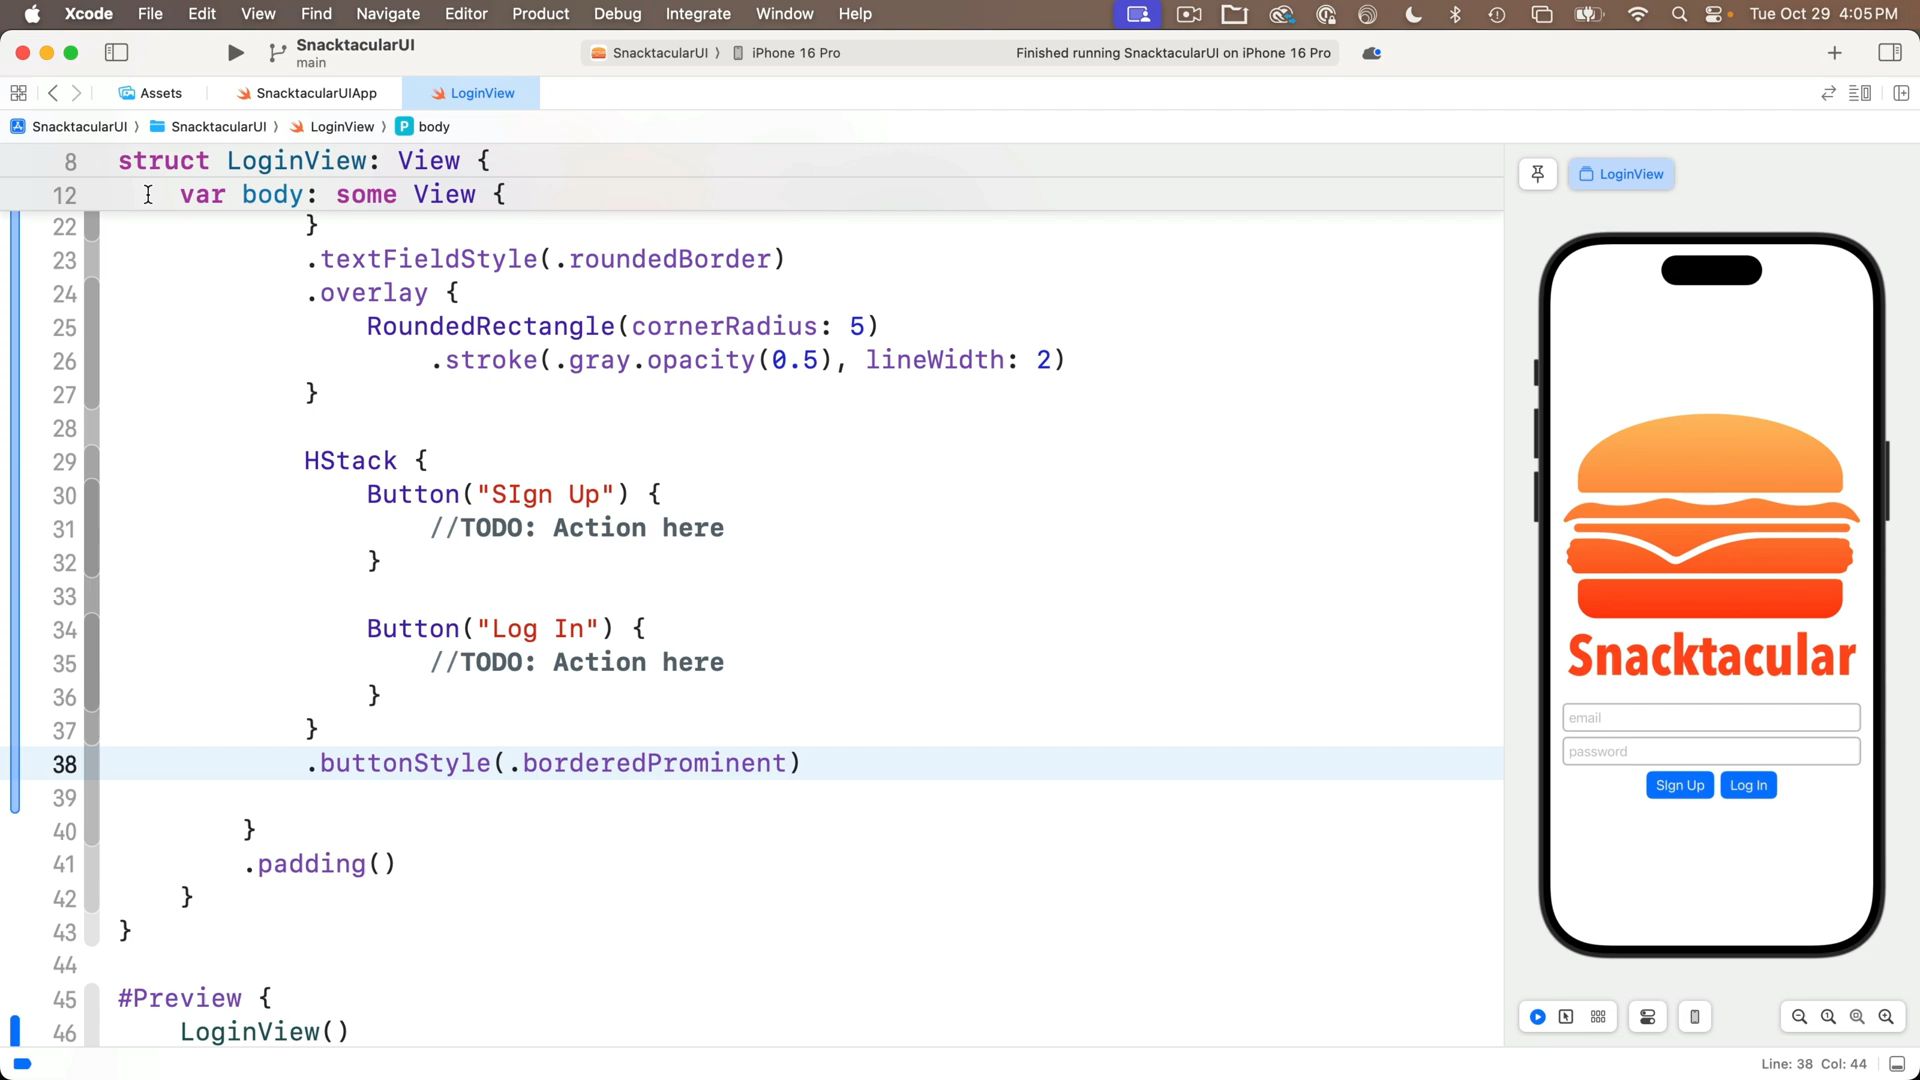 Xcode File Edit View Find Navigate Editor Product Debug Integrate Window Help Tue Oct 29 4:05 PM
SnacktacularUI
main
SnacktacularUI ⟩ iPhone 16 Pro Finished running SnacktacularUI on iPhone 16 Pro
Assets SnacktacularUIApp LoginView
SnacktacularUI ⟩ SnacktacularUI ⟩ LoginView ⟩ P body
8 struct LoginView: View {
12 var body: some View {
22 }
23 .textFieldStyle(.roundedBorder)
24 .overlay {
25 RoundedRectangle(cornerRadius: 5)
26 .stroke(.gray.opacity(0.5), lineWidth: 2)
27 }
28
29 HStack {
30 Button("SIgn Up") {
31 //TODO: Action here
32 }
33
34 Button("Log In") {
35 //TODO: Action here
36 }
37 }
38 .buttonStyle(.borderedProminent)
39
40 }
41 .padding()
42 }
43 }
44
45 #Preview {
46 LoginView()
LoginView
Snacktacular
email
password
SIgn Up Log In
Line: 38 Col: 44